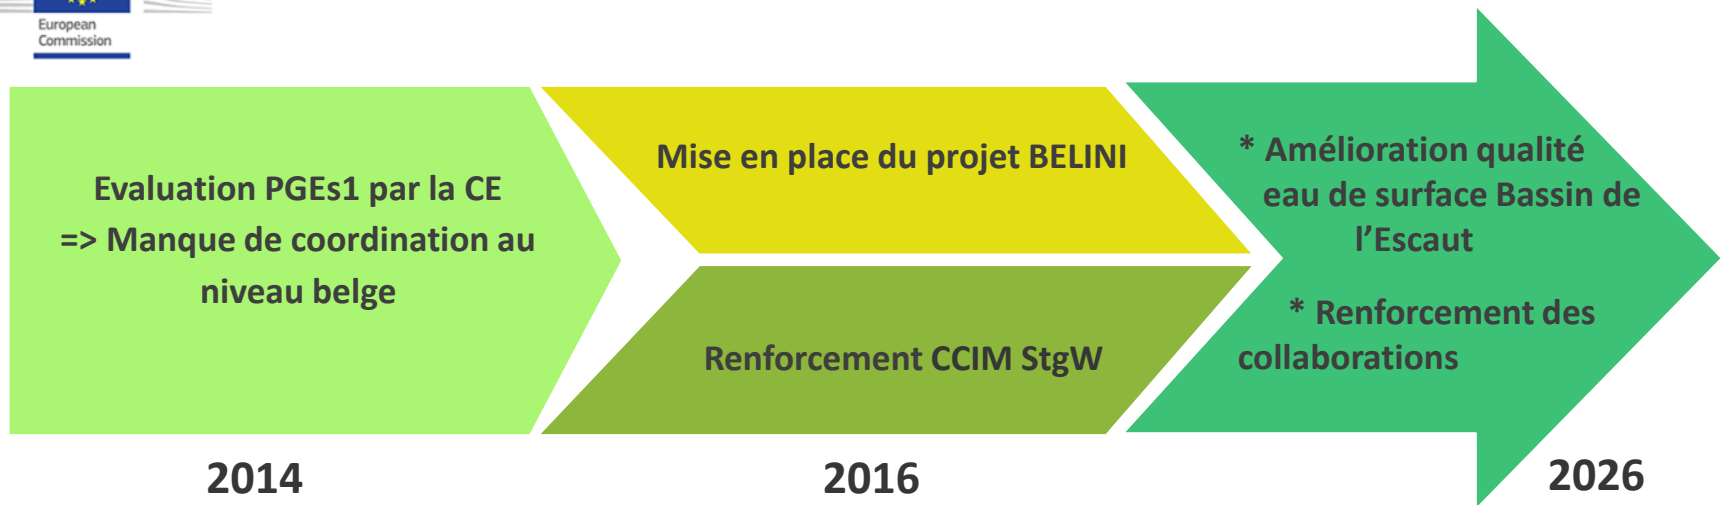 European
Commission
Evaluation PGEs1 par la CE
=> Manque de coordination au
niveau belge
Mise en place du projet BELINI
Renforcement CCIM StgW
* Amélioration qualité
eau de surface Bassin de
l’Escaut
* Renforcement des
collaborations
2014
2016
2026